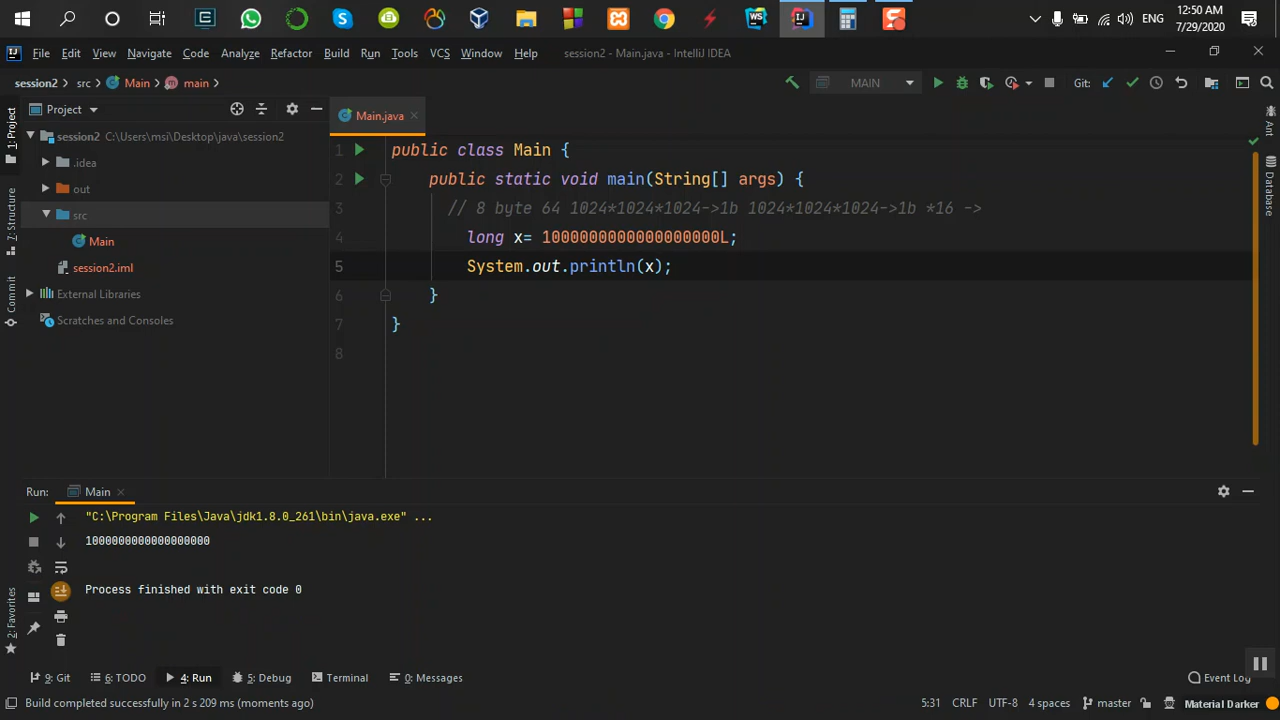 ENG
12:50 AM
7/29/2020
File Edit View Navigate Code Analyze Refactor Build Run Tools VCS Window Help session2 - Main.java - IntelliJ IDEA
session2 src Main main MAIN Git:
Project
Main.java
session2 C:\Users\msi\Desktop\java\session2
.idea
out
src
Main
session2.iml
External Libraries
Scratches and Consoles
1: Project
Z: Structure
Commit
2: Favorites
Ant
Database
1 public class Main {
2 public static void main(String[] args) {
3 // 8 byte 64 1024*1024*1024->1b 1024*1024*1024->1b *16 ->
4 long x= 1000000000000000000L;
5 System.out.println(x);
6 }
7 }
8
Run: Main
"C:\Program Files\Java\jdk1.8.0_261\bin\java.exe" ...
1000000000000000000
Process finished with exit code 0
9: Git 6: TODO 4: Run 5: Debug Terminal 0: Messages Event Log
Build completed successfully in 2 s 209 ms (moments ago) 5:31 CRLF UTF-8 4 spaces master Material Darker